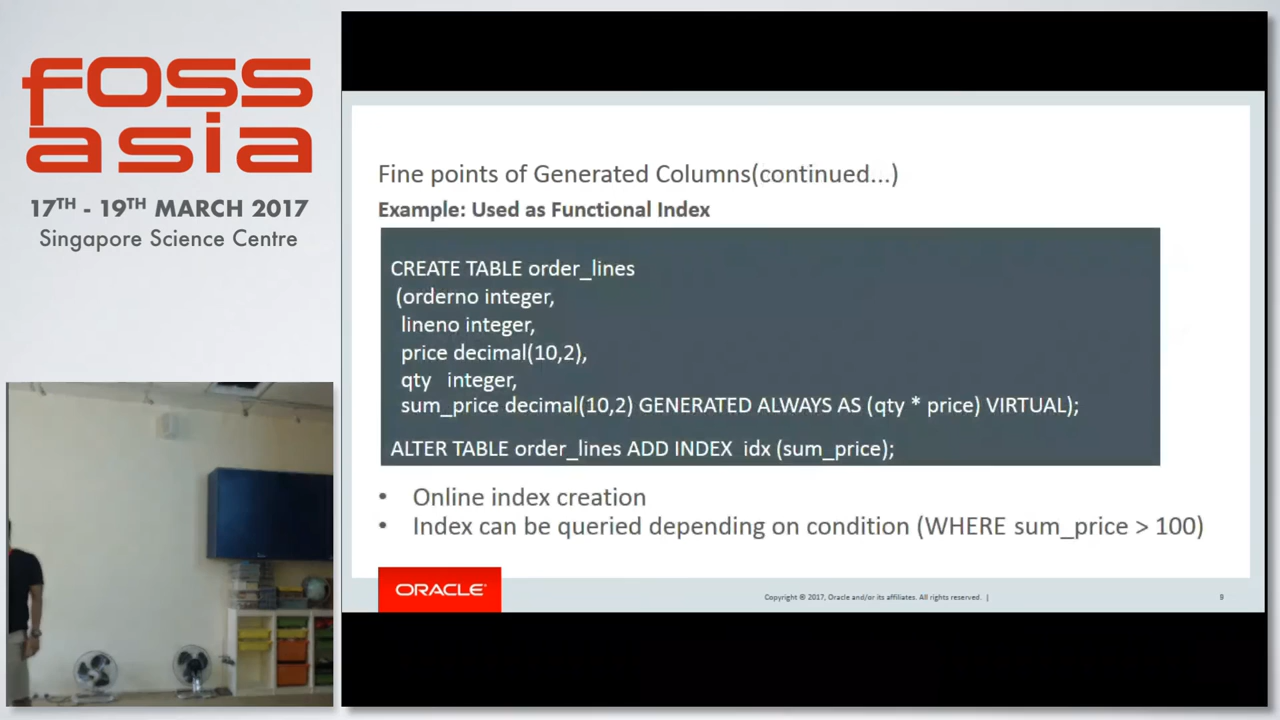 foss
asia
17TH - 19TH MARCH 2017
Singapore Science Centre
Fine points of Generated Columns(continued...)
Example: Used as Functional Index
CREATE TABLE order_lines
(orderno integer,
lineno integer,
price decimal(10,2),
qty integer,
sum_price decimal(10,2) GENERATED ALWAYS AS (qty * price) VIRTUAL);
ALTER TABLE order_lines ADD INDEX idx (sum_price);
• Online index creation
• Index can be queried depending on condition (WHERE sum_price > 100)
ORACLE®
Copyright © 2017, Oracle and/or its affiliates. All rights reserved. |
9